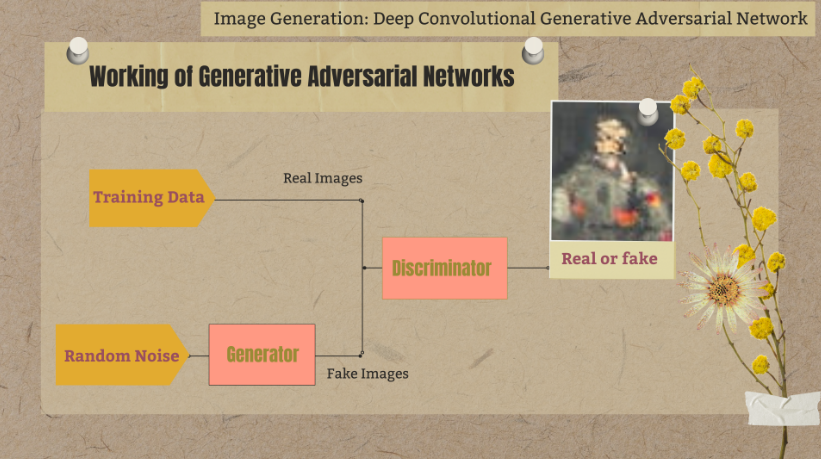 Image Generation: Deep Convolutional Generative Adversarial Network
Working of Generative Adversarial Networks
Real Images
Training Data
Discriminator
Real or fake
Random Noise
Generator
Fake Images